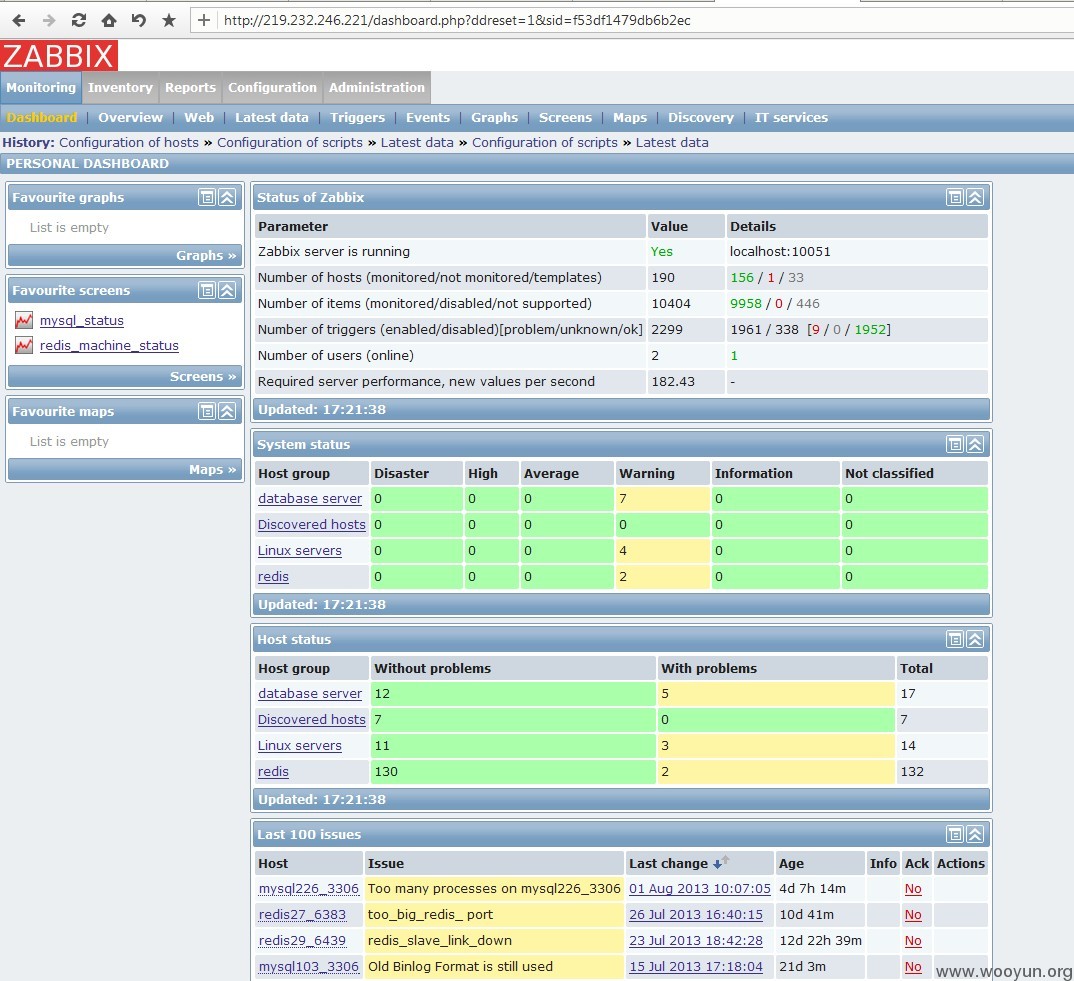 http://219.232.246.221/dashboard.php?ddreset=1&sid=f53df1479db6b2ec
ZABBIX
Monitoring Inventory Reports Configuration Administration
Dashboard | Overview | Web | Latest data | Triggers | Events | Graphs | Screens | Maps | Discovery | IT services
History: Configuration of hosts » Configuration of scripts » Latest data » Configuration of scripts » Latest data
PERSONAL DASHBOARD
Favourite graphs
List is empty
Graphs »
Favourite screens
mysql_status
redis_machine_status
Screens »
Favourite maps
List is empty
Maps »
Status of Zabbix
Parameter Value Details
Zabbix server is running Yes localhost:10051
Number of hosts (monitored/not monitored/templates) 190 156 / 1 / 33
Number of items (monitored/disabled/not supported) 10404 9958 / 0 / 446
Number of triggers (enabled/disabled)[problem/unknown/ok] 2299 1961 / 338 [9 / 0 / 1952]
Number of users (online) 2 1
Required server performance, new values per second 182.43 -
Updated: 17:21:38
System status
Host group Disaster High Average Warning Information Not classified
database server 0 0 0 7 0 0
Discovered hosts 0 0 0 0 0 0
Linux servers 0 0 0 4 0 0
redis 0 0 0 2 0 0
Updated: 17:21:38
Host status
Host group Without problems With problems Total
database server 12 5 17
Discovered hosts 7 0 7
Linux servers 11 3 14
redis 130 2 132
Updated: 17:21:38
Last 100 issues
Host Issue Last change Age Info Ack Actions
mysql226_3306 Too many processes on mysql226_3306 01 Aug 2013 10:07:05 4d 7h 14m No
redis27_6383 too_big_redis_ port 26 Jul 2013 16:40:15 10d 41m No
redis29_6439 redis_slave_link_down 23 Jul 2013 18:42:28 12d 22h 39m No
mysql103_3306 Old Binlog Format is still used 15 Jul 2013 17:18:04 21d 3m No
www.wooyun.org